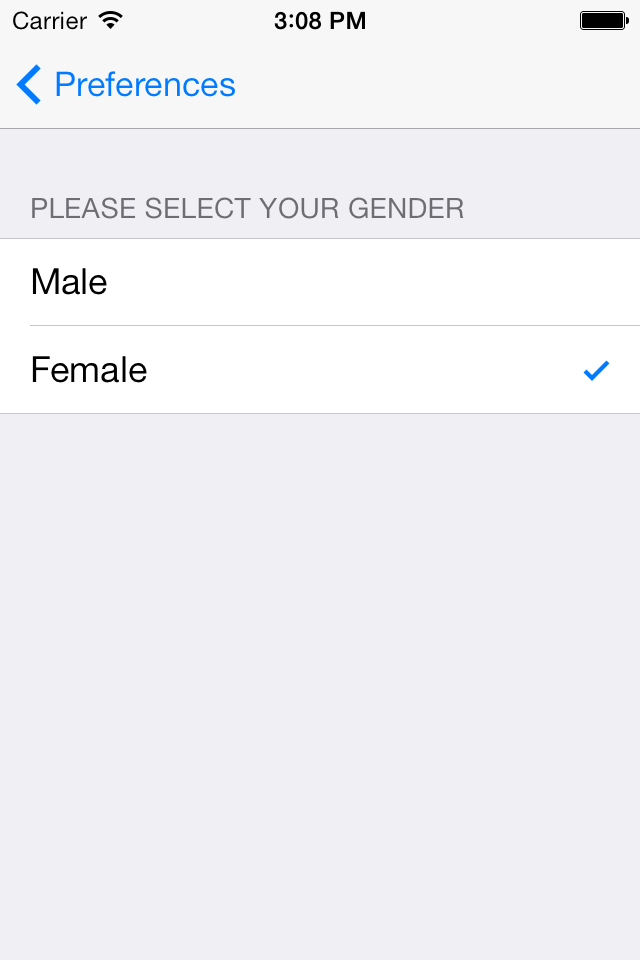 Carrier 3:08 PM
Preferences
PLEASE SELECT YOUR GENDER
Male
Female